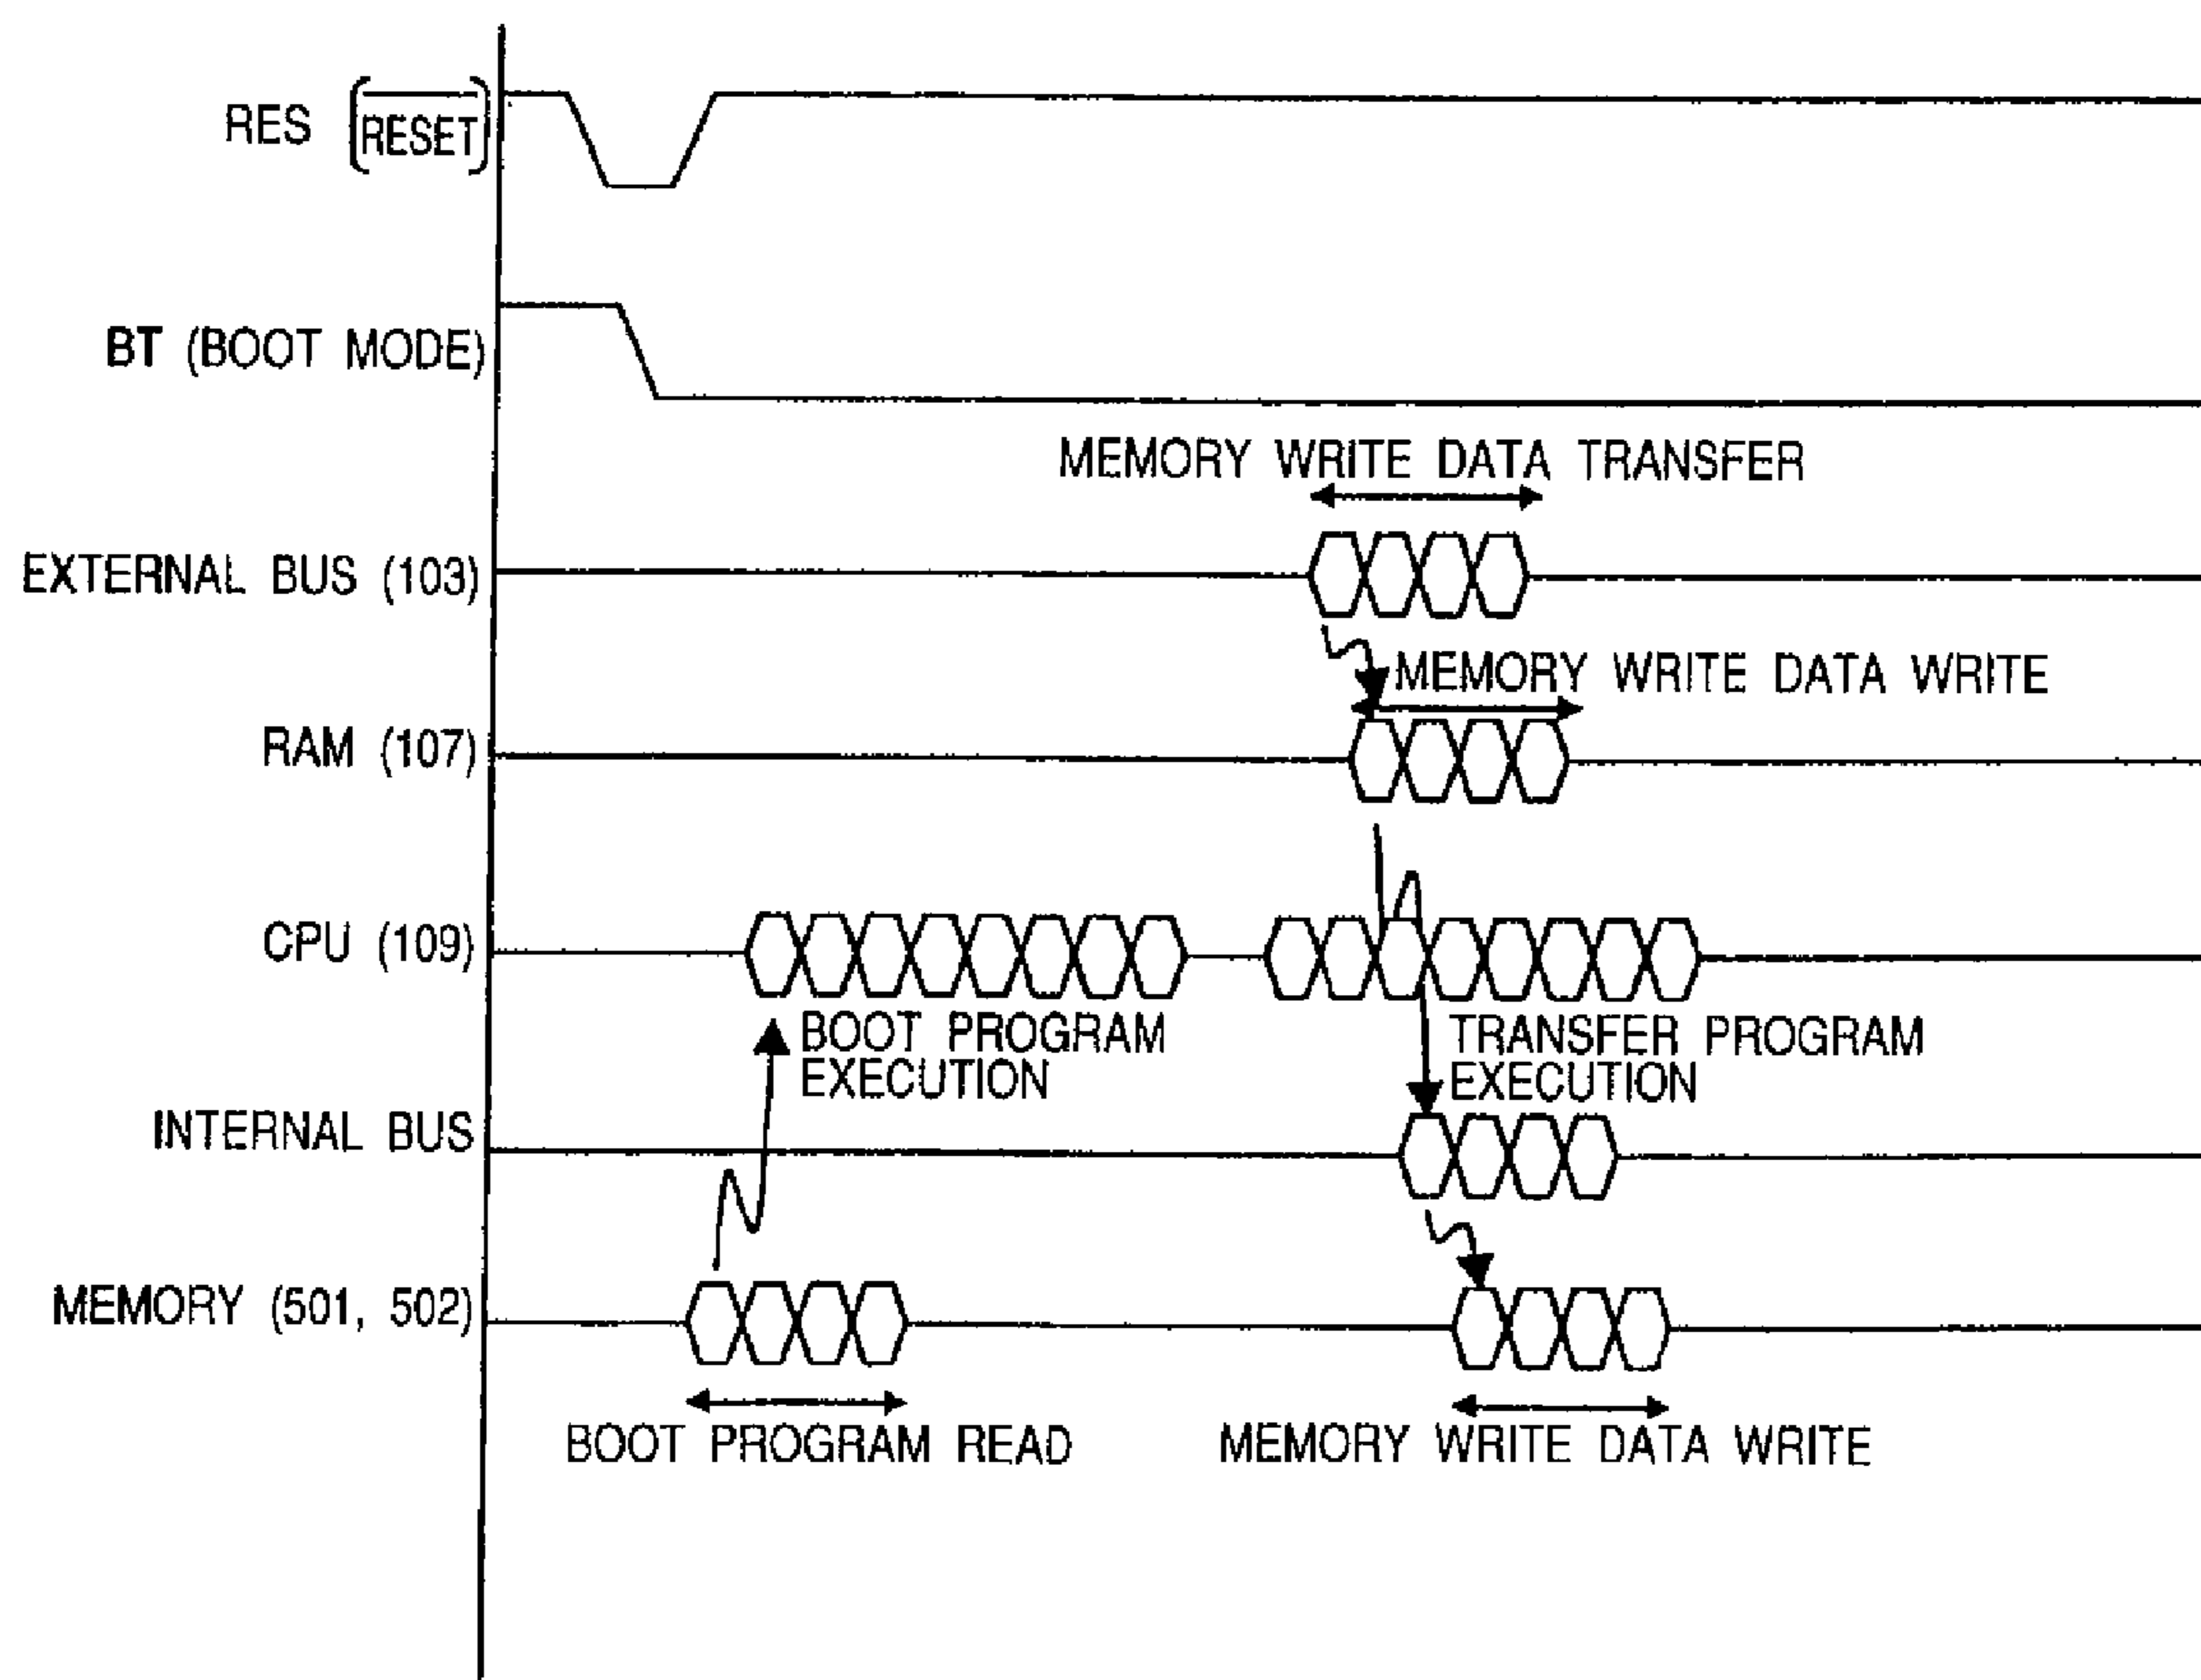 RES (RESET)
BT (BOOT MODE)
MEMORY WRITE DATA TRANSFER
EXTERNAL BUS (103)
MEMORY WRITE DATA WRITE
RAM (107)
CPU (109)
BOOT PROGRAM
EXECUTION
TRANSFER PROGRAM
EXECUTION
INTERNAL BUS
MEMORY (501, 502)
BOOT PROGRAM READ
MEMORY WRITE DATA WRITE